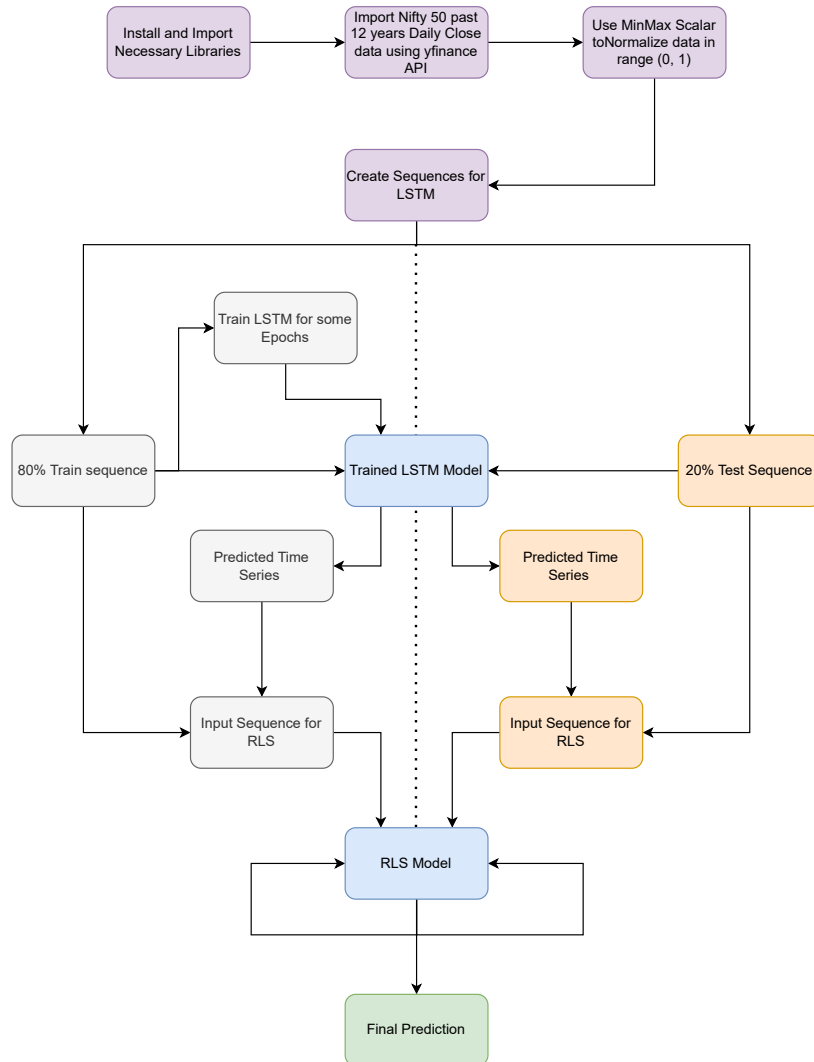 Install and Import
Necessary Libraries
Import Nifty 50 past
12 years Daily Close
data using yfinance
API
Use MinMax Scalar
toNormalize data in
range (0, 1)
Create Sequences for
LSTM
Train LSTM for some
Epochs
80% Train sequence
Trained LSTM Model
20% Test Sequence
Predicted Time
Series
Predicted Time
Series
Input Sequence for
RLS
Input Sequence for
RLS
RLS Model
Final Prediction